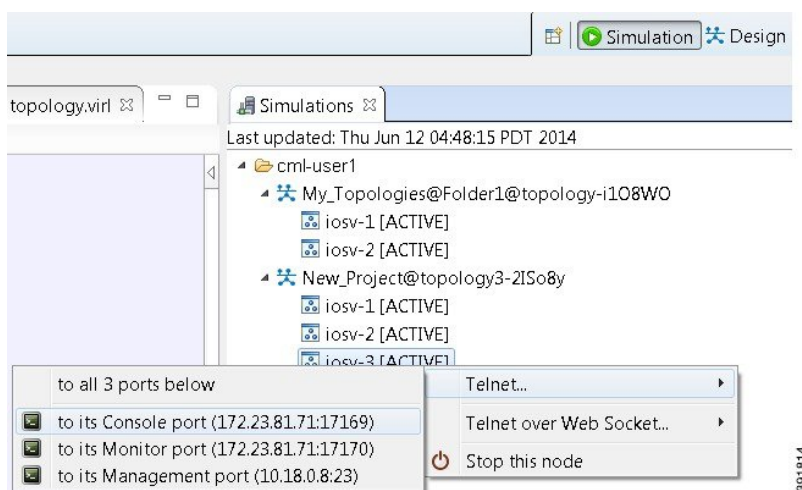 Simulation Design
topology.virl Simulations
Last updated: Thu Jun 12 04:48:15 PDT 2014
cml-user1
My_Topologies@Folder1@topology-i1O8WO
iosv-1 [ACTIVE]
iosv-2 [ACTIVE]
New_Project@topology3-2ISo8y
iosv-1 [ACTIVE]
iosv-2 [ACTIVE]
iosv-3 [ACTIVE]
to all 3 ports below
to its Console port (172.23.81.71:17169)
to its Monitor port (172.23.81.71:17170)
to its Management port (10.18.0.8:23)
Telnet...
Telnet over Web Socket...
Stop this node